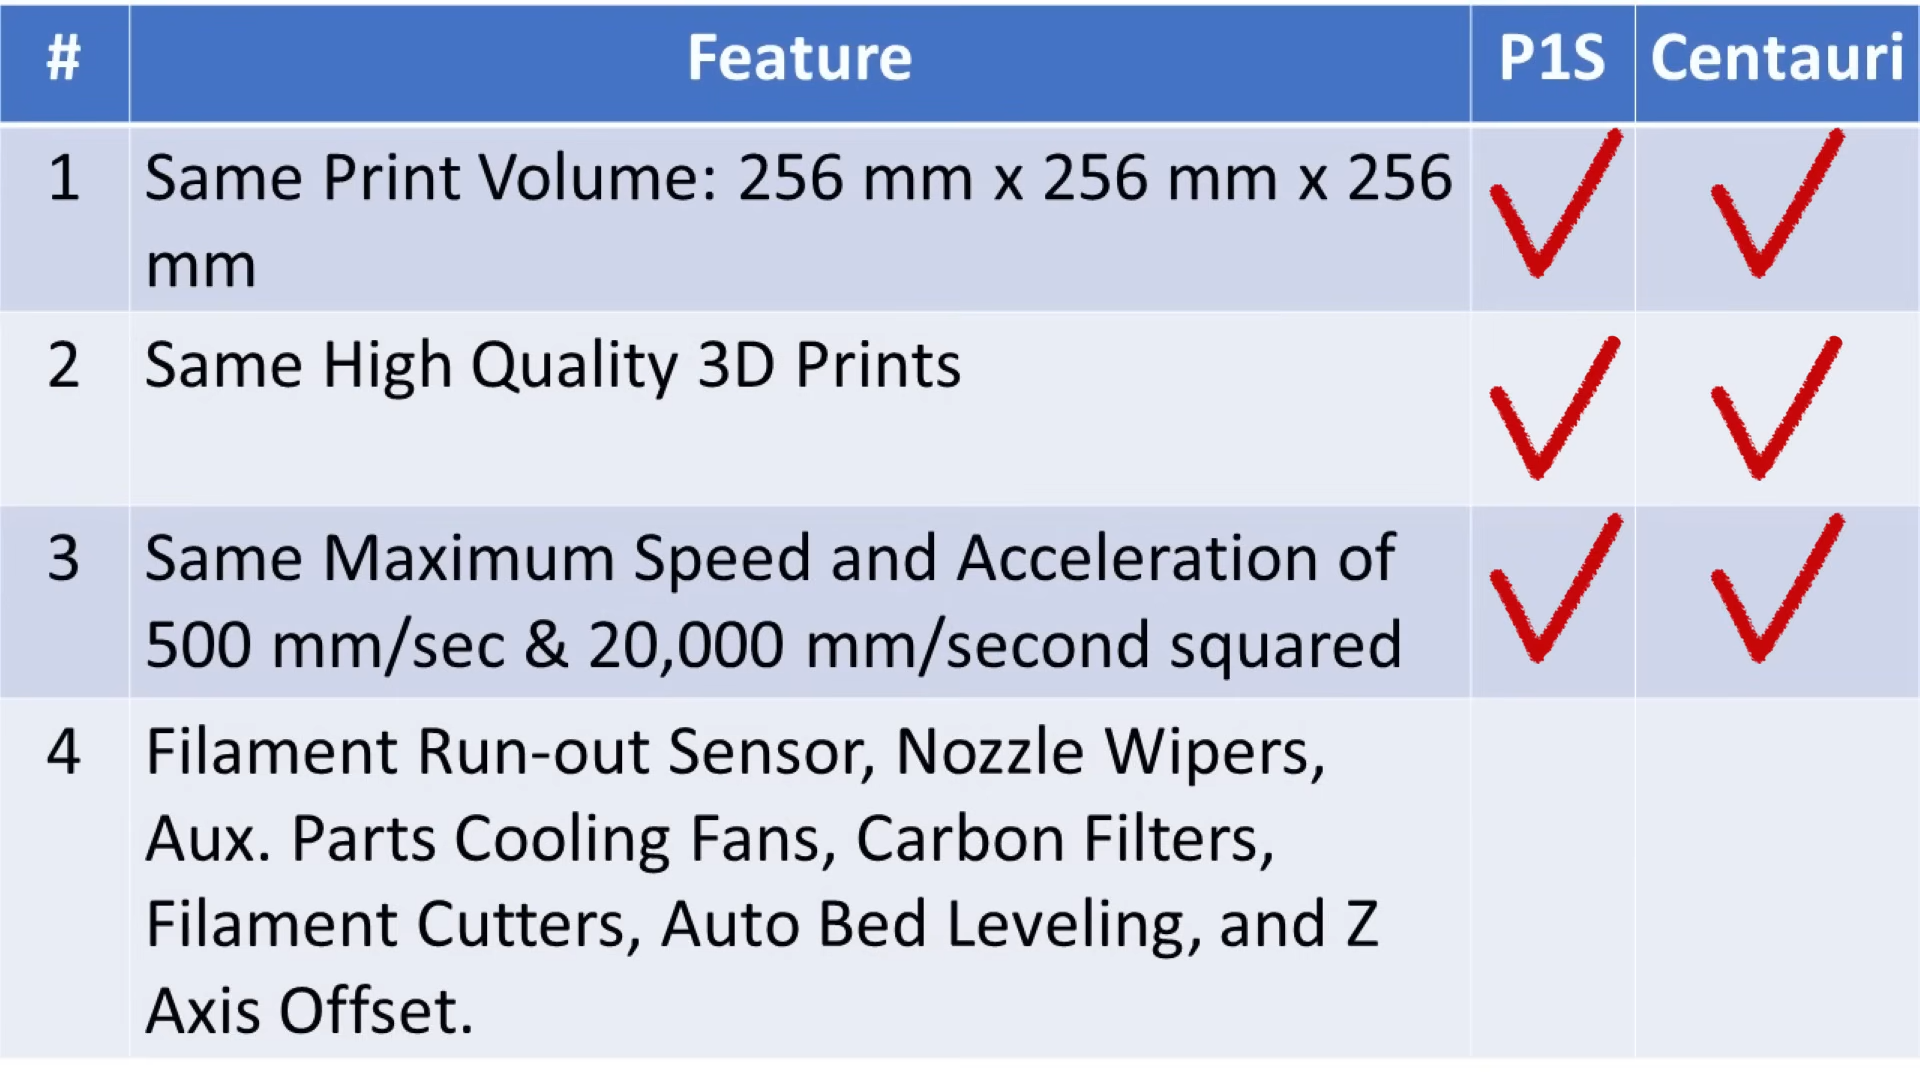 # Feature P1S Centauri
1 Same Print Volume: 256 mm x 256 mm x 256
mm
2 Same High Quality 3D Prints
3 Same Maximum Speed and Acceleration of
500 mm/sec & 20,000 mm/second squared
4 Filament Run-out Sensor, Nozzle Wipers,
Aux. Parts Cooling Fans, Carbon Filters,
Filament Cutters, Auto Bed Leveling, and Z
Axis Offset.